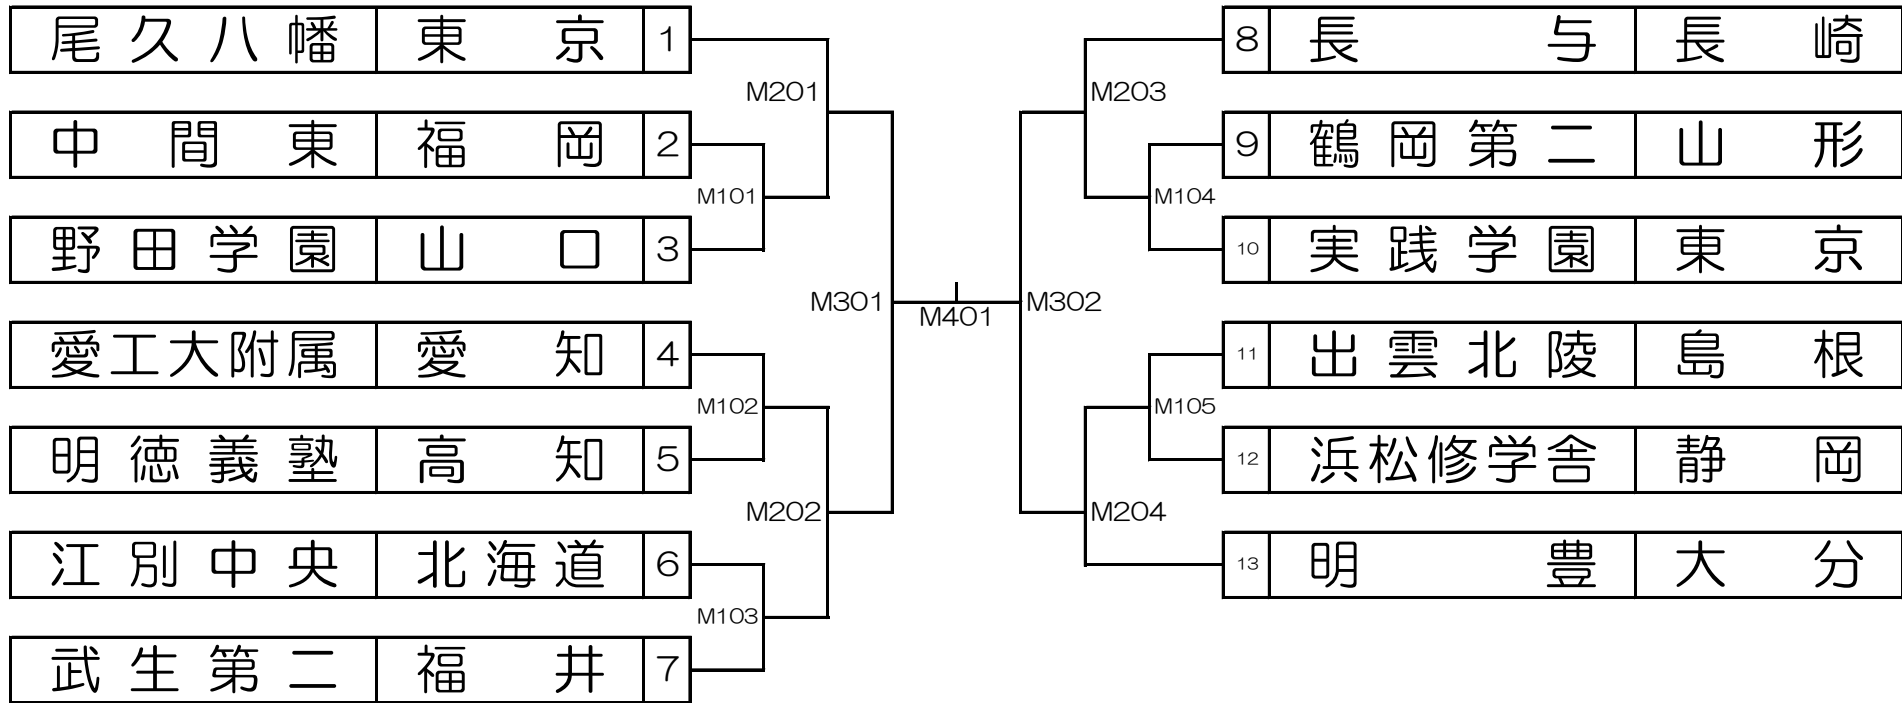 尾久八幡 東京 1
8 長与 長崎
M201
M203
中間東 福岡 2
9 鶴岡第二 山形
M101
M104
野田学園 山口 3
10 実践学園 東京
M301
M401
M302
愛工大附属 愛知 4
11 出雲北陵 島根
M102
M105
明徳義塾 高知 5
12 浜松修学舎 静岡
M202
M204
江別中央 北海道 6
13 明豊 大分
M103
武生第二 福井 7